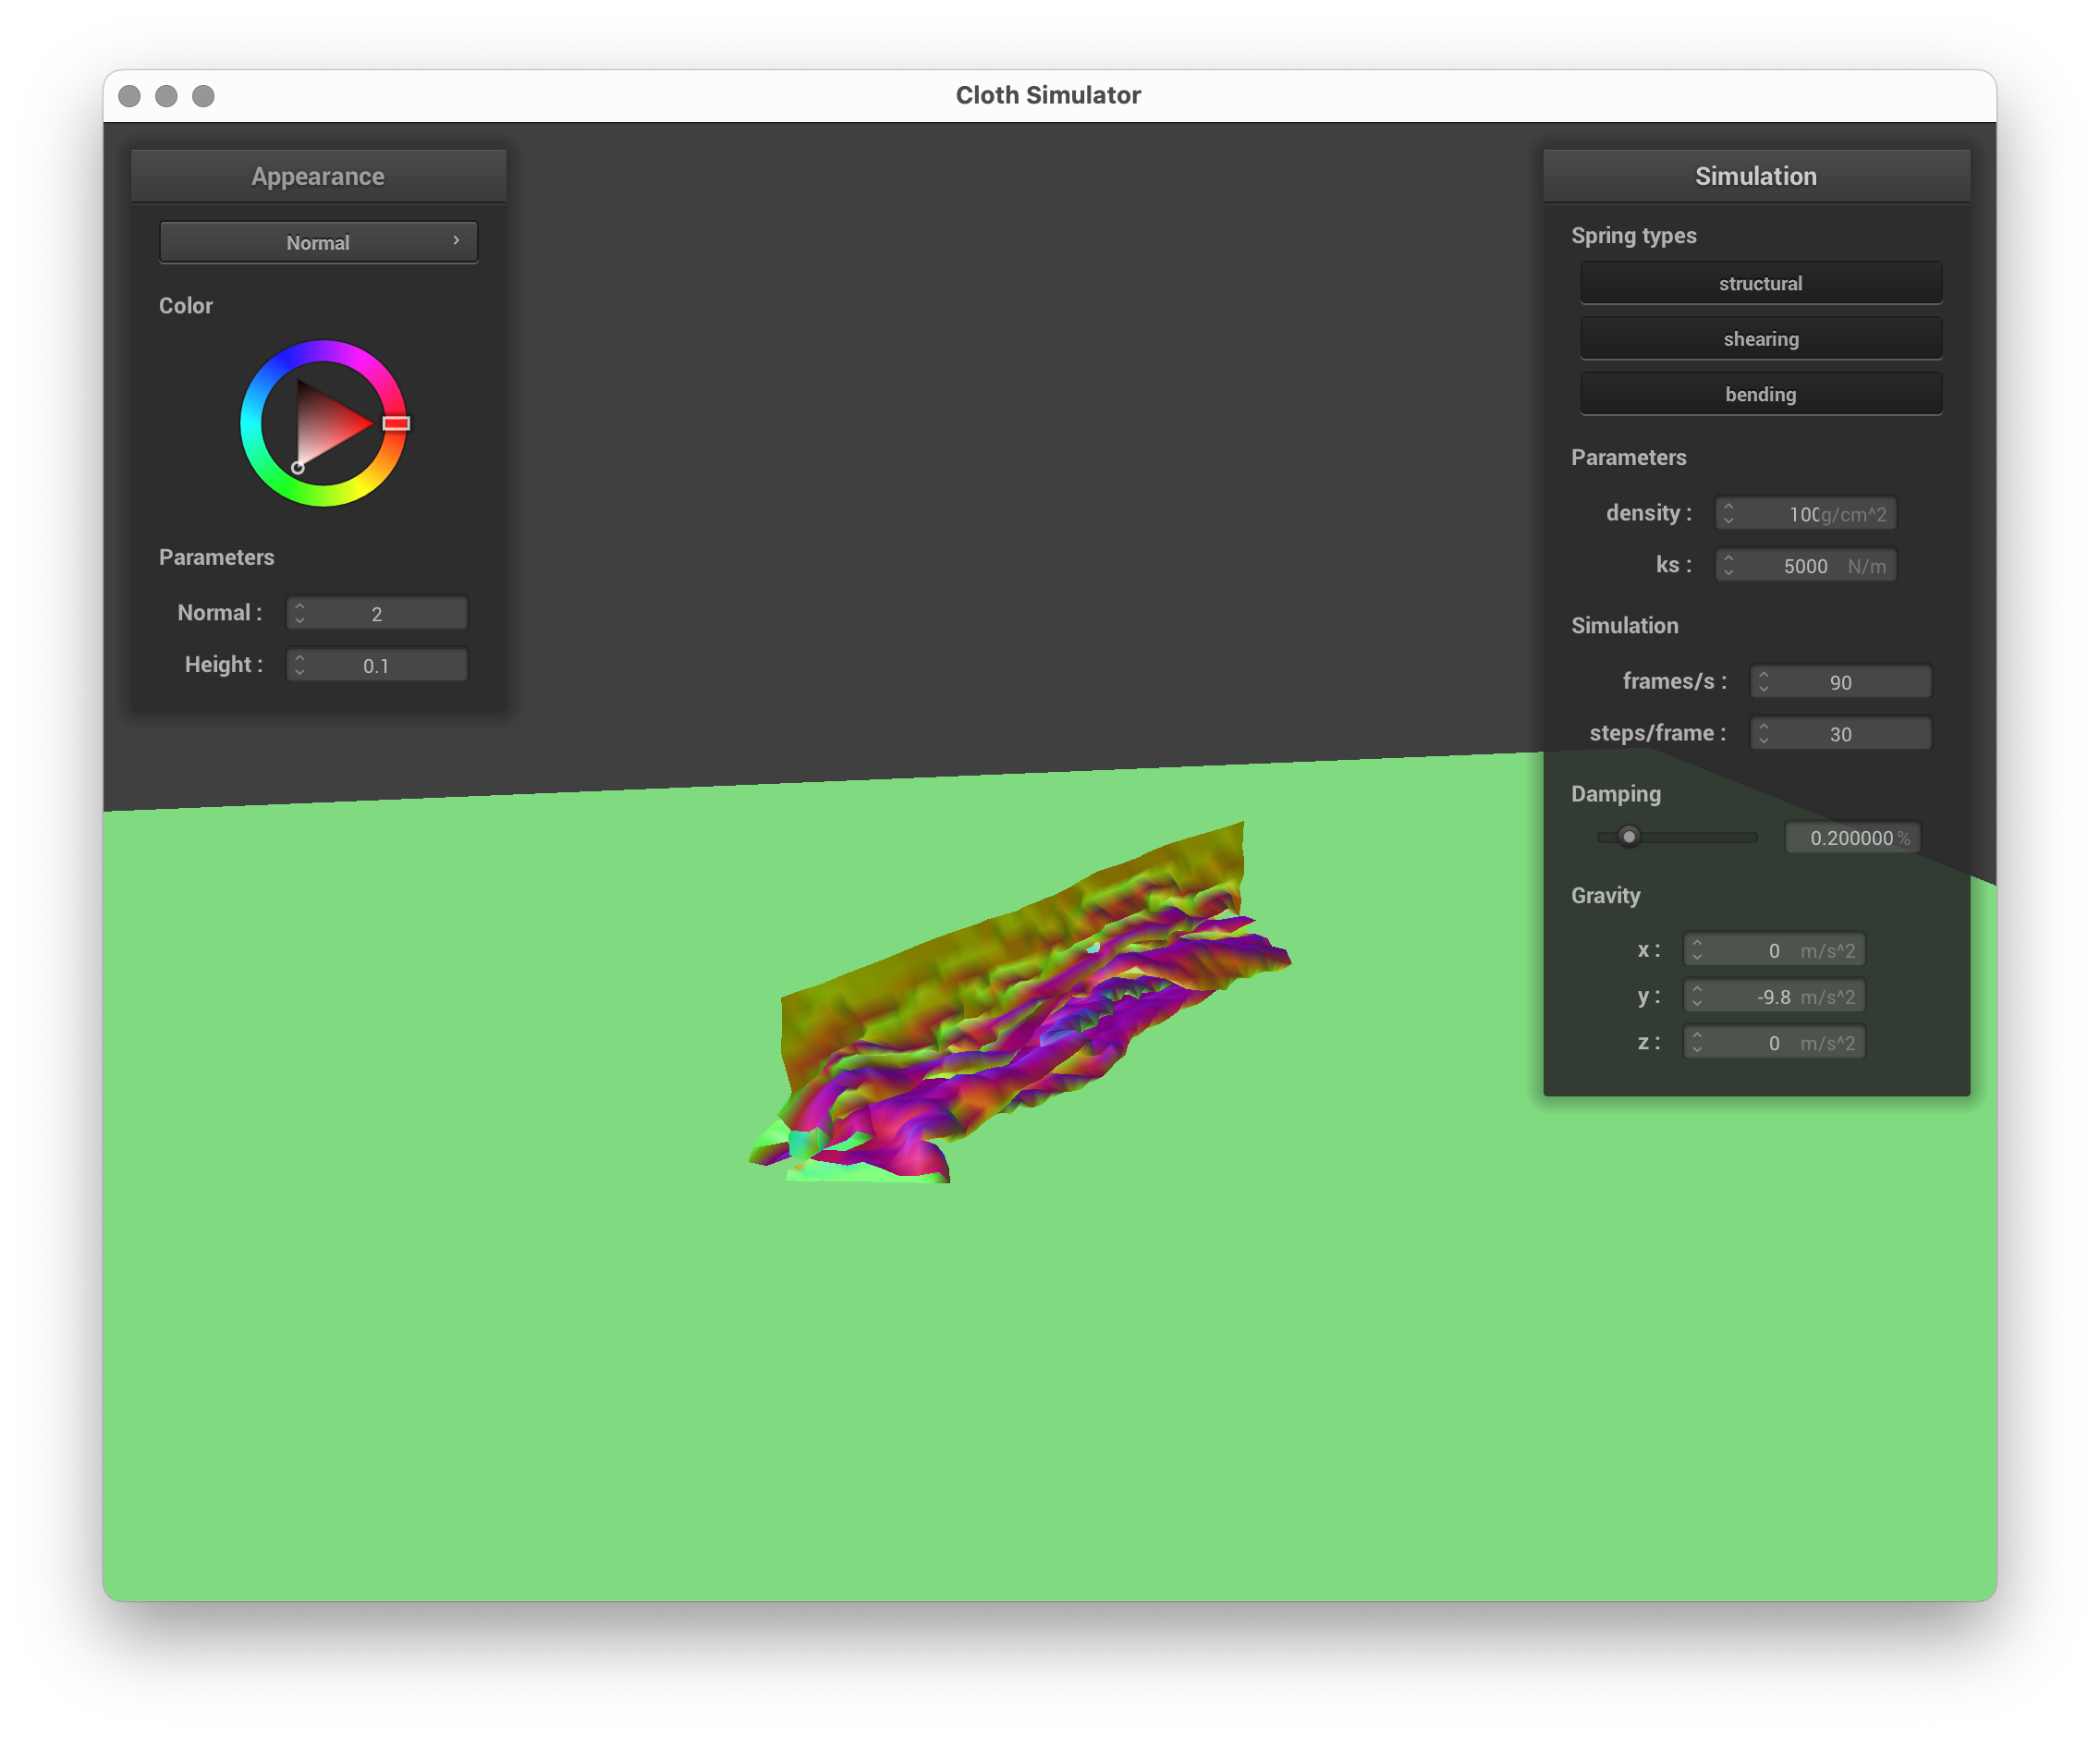 Cloth Simulator
Appearance
Normal
Color
Parameters
Normal : 2
Height : 0.1
Simulation
Spring types
structural
shearing
bending
Parameters
density : 100 g/cm^2
ks : 5000 N/m
Simulation
frames/s : 90
steps/frame : 30
Damping
0.200000 %
Gravity
x : 0 m/s^2
y : -9.8 m/s^2
z : 0 m/s^2